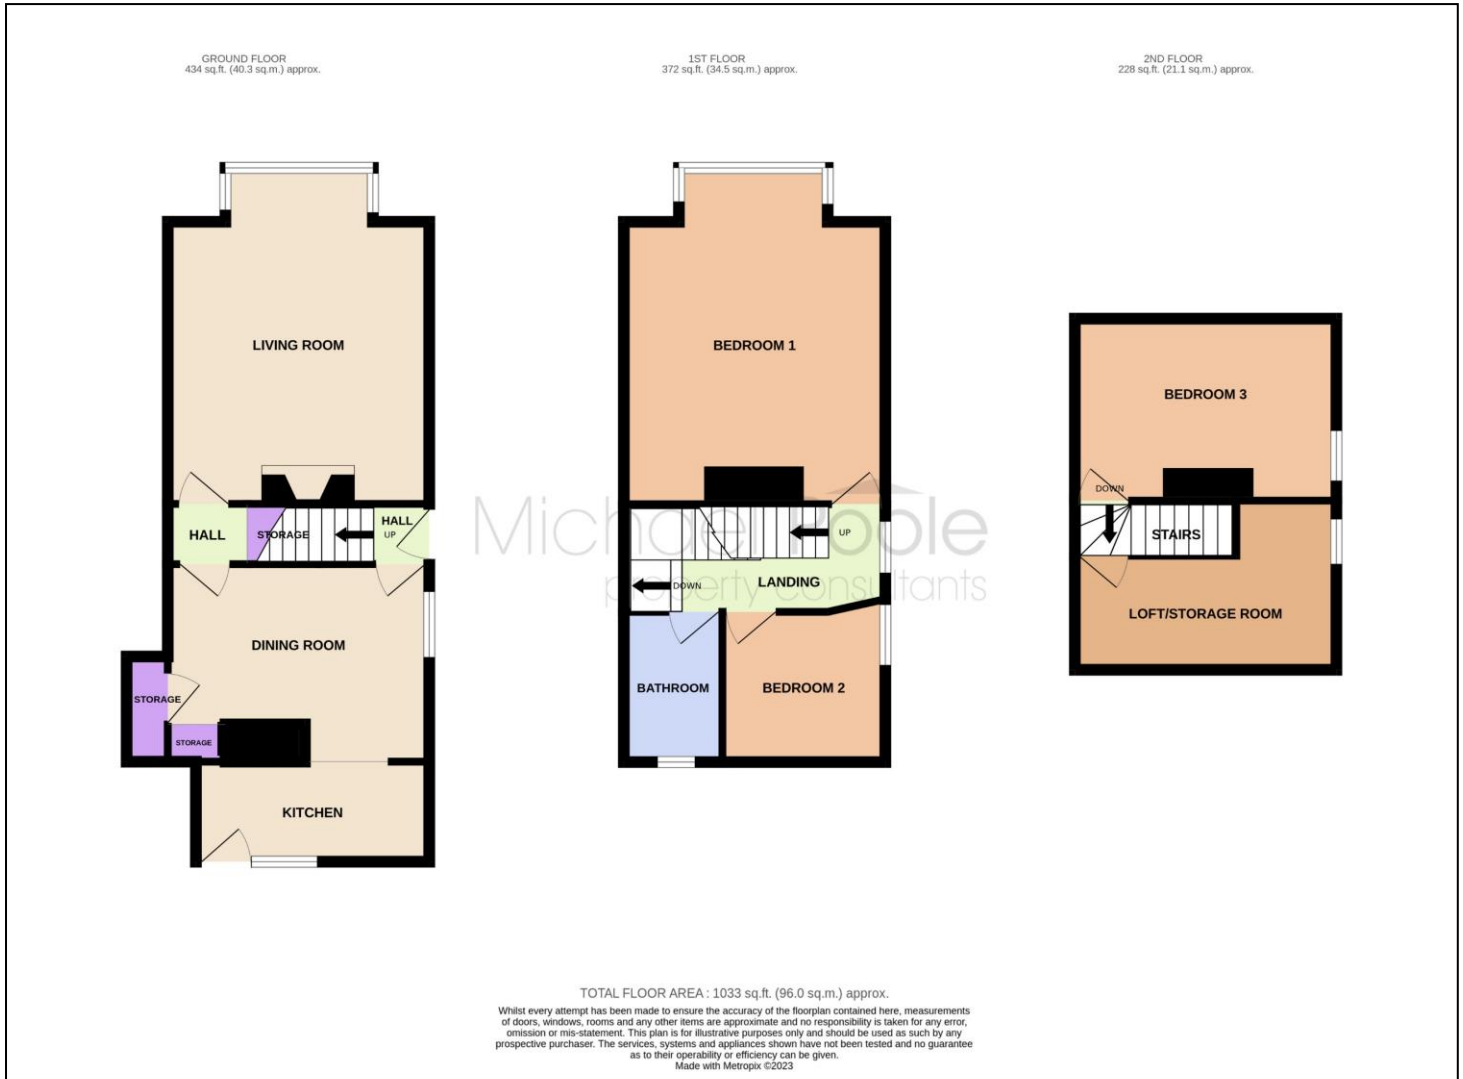 GROUND FLOOR
434 sq.ft. (40.3 sq.m.) approx.
1ST FLOOR
372 sq.ft. (34.5 sq.m.) approx.
2ND FLOOR
228 sq.ft. (21.1 sq.m.) approx.
LIVING ROOM
HALL
STORAGE
HALL
UP
DINING ROOM
STORAGE
STORAGE
KITCHEN
BEDROOM 1
UP
LANDING
DOWN
BATHROOM
BEDROOM 2
BEDROOM 3
DOWN
STAIRS
LOFT/STORAGE ROOM
Michael Poole
property consultants
TOTAL FLOOR AREA : 1033 sq.ft. (96.0 sq.m.) approx.
Whilst every attempt has been made to ensure the accuracy of the floorplan contained here, measurements
of doors, windows, rooms and any other items are approximate and no responsibility is taken for any error,
omission or mis-statement. This plan is for illustrative purposes only and should be used as such by any
prospective purchaser. The services, systems and appliances shown have not been tested and no guarantee
as to their operability or efficiency can be given.
Made with Metropix ©2023